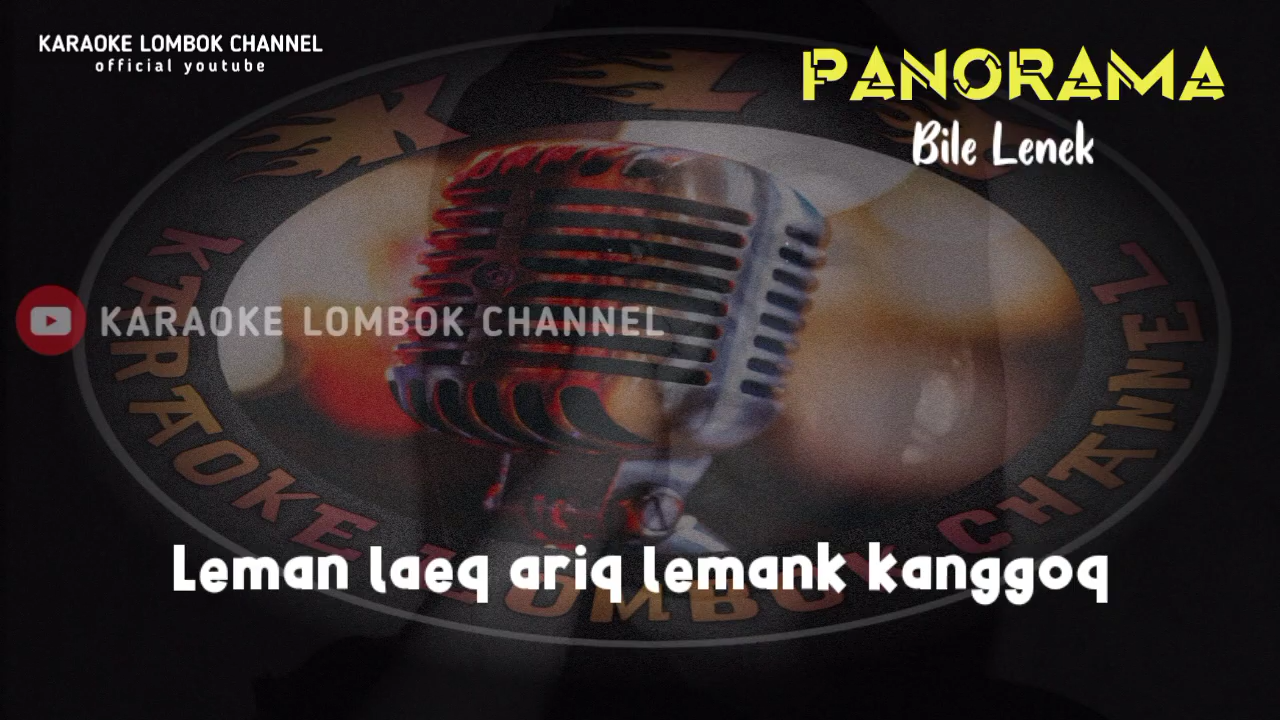 KARAOKE LOMBOK CHANNEL
official youtube
PANORAMA
Bile Lenek
K L
KARAOKE LOMBOK CHANNEL
KARAOKE LOMBOK CHANNEL
Leman laeq ariq lemank kanggoq